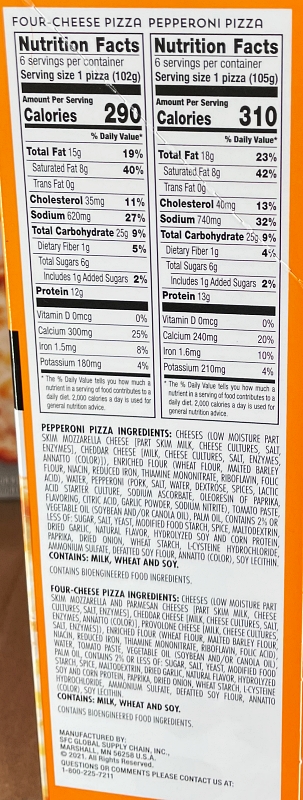 FOUR-CHEESE PIZZA PEPPERONI PIZZA
Nutrition Facts
6 servings per container
Serving size 1 pizza (102g)
Amount Per Serving
Calories 290
% Daily Value*
Total Fat 15g 19%
Saturated Fat 8g 40%
Trans Fat 0g
Cholesterol 35mg 11%
Sodium 620mg 27%
Total Carbohydrate 25g 9%
Dietary Fiber 1g 5%
Total Sugars 6g
Includes 1g Added Sugars 2%
Protein 12g
Vitamin D 0mcg 0%
Calcium 300mg 25%
Iron 1.5mg 8%
Potassium 180mg 4%
* The % Daily Value tells you how much a
nutrient in a serving of food contributes to a
daily diet. 2,000 calories a day is used for
general nutrition advice.
Nutrition Facts
6 servings per container
Serving size 1 pizza (105g)
Amount Per Serving
Calories 310
% Daily Value*
Total Fat 18g 23%
Saturated Fat 8g 42%
Trans Fat 0g
Cholesterol 40mg 13%
Sodium 740mg 32%
Total Carbohydrate 25g 9%
Dietary Fiber 1g 4%
Total Sugars 6g
Includes 1g Added Sugars 2%
Protein 13g
Vitamin D 0mcg 0%
Calcium 240mg 20%
Iron 1.6mg 10%
Potassium 210mg 4%
* The % Daily Value tells you how much a
nutrient in a serving of food contributes to a
daily diet. 2,000 calories a day is used for
general nutrition advice.
PEPPERONI PIZZA INGREDIENTS: CHEESES (LOW MOISTURE PART
SKIM MOZZARELLA CHEESE [PART SKIM MILK, CHEESE CULTURES, SALT,
ENZYMES], CHEDDAR CHEESE [MILK, CHEESE CULTURES, SALT, ENZYMES,
ANNATTO (COLOR)]), ENRICHED FLOUR (WHEAT FLOUR, MALTED BARLEY
FLOUR, NIACIN, REDUCED IRON, THIAMINE MONONITRATE, RIBOFLAVIN, FOLIC
ACID), WATER, PEPPERONI (PORK, SALT, WATER, DEXTROSE, SPICES, LACTIC
ACID STARTER CULTURE, SODIUM ASCORBATE, OLEORESIN OF PAPRIKA,
FLAVORING, CITRIC ACID, GARLIC POWDER, SODIUM NITRITE), TOMATO PASTE,
VEGETABLE OIL (SOYBEAN AND/OR CANOLA OIL), PALM OIL, CONTAINS 2% OR
LESS OF: SUGAR, SALT, YEAST, MODIFIED FOOD STARCH, SPICE, MALTODEXTRIN,
DRIED GARLIC, NATURAL FLAVOR, HYDROLYZED SOY AND CORN PROTEIN,
PAPRIKA, DRIED ONION, WHEAT STARCH, L-CYSTEINE HYDROCHLORIDE,
AMMONIUM SULFATE, DEFATTED SOY FLOUR, ANNATTO (COLOR), SOY LECITHIN.
CONTAINS: MILK, WHEAT AND SOY.
CONTAINS BIOENGINEERED FOOD INGREDIENTS.
FOUR-CHEESE PIZZA INGREDIENTS: CHEESES (LOW MOISTURE PART
SKIM MOZZARELLA AND PARMESAN CHEESES [PART SKIM MILK, CHEESE
CULTURES, SALT, ENZYMES], CHEDDAR CHEESE [MILK, CHEESE CULTURES, SALT,
ENZYMES, ANNATTO (COLOR)], PROVOLONE CHEESE [MILK, CHEESE CULTURES,
SALT, ENZYMES]), ENRICHED FLOUR (WHEAT FLOUR, MALTED BARLEY FLOUR,
NIACIN, REDUCED IRON, THIAMINE MONONITRATE, RIBOFLAVIN, FOLIC ACID),
WATER, TOMATO PASTE, VEGETABLE OIL (SOYBEAN AND/OR CANOLA OIL),
PALM OIL, CONTAINS 2% OR LESS OF: SUGAR, SALT, YEAST, MODIFIED FOOD
STARCH, SPICE, MALTODEXTRIN, DRIED GARLIC, NATURAL FLAVOR, HYDROLYZED
SOY AND CORN PROTEIN, PAPRIKA, DRIED ONION, WHEAT STARCH, L-CYSTEINE
HYDROCHLORIDE, AMMONIUM SULFATE, DEFATTED SOY FLOUR, ANNATTO
(COLOR), SOY LECITHIN.
CONTAINS: MILK, WHEAT AND SOY.
CONTAINS BIOENGINEERED FOOD INGREDIENTS.
MANUFACTURED BY:
SFC GLOBAL SUPPLY CHAIN, INC.,
MARSHALL, MN 56258 U.S.A.
© 2021. All Rights Reserved.
QUESTIONS OR COMMENTS PLEASE CONTACT US AT:
1-800-225-7211